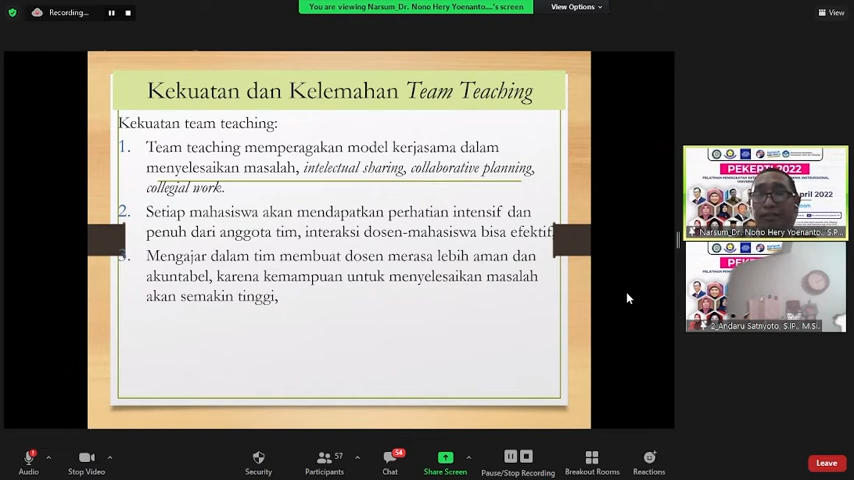 Recording...
You are viewing Narsum_Dr. Nono Hery Yoenanto....'s screen
View Options
View
Kekuatan dan Kelemahan Team Teaching
Kekuatan team teaching:
1. Team teaching memperagakan model kerjasama dalam
menyelesaikan masalah, intelectual sharing, collaborative planning,
collegial work.
2. Setiap mahasiswa akan mendapatkan perhatian intensif dan
penuh dari anggota tim, interaksi dosen-mahasiswa bisa efektif.
3. Mengajar dalam tim membuat dosen merasa lebih aman dan
akuntabel, karena kemampuan untuk menyelesaikan masalah
akan semakin tinggi,
PEKERTI 2022
april 2022
Narsum_Dr. Nono Hery Yoenanto, S.P...
2_Andaru Satnyoto, S.IP., M.Si.
Audio
Stop Video
Security
57
Participants
54
Chat
Share Screen
Pause/Stop Recording
Breakout Rooms
Reactions
Leave